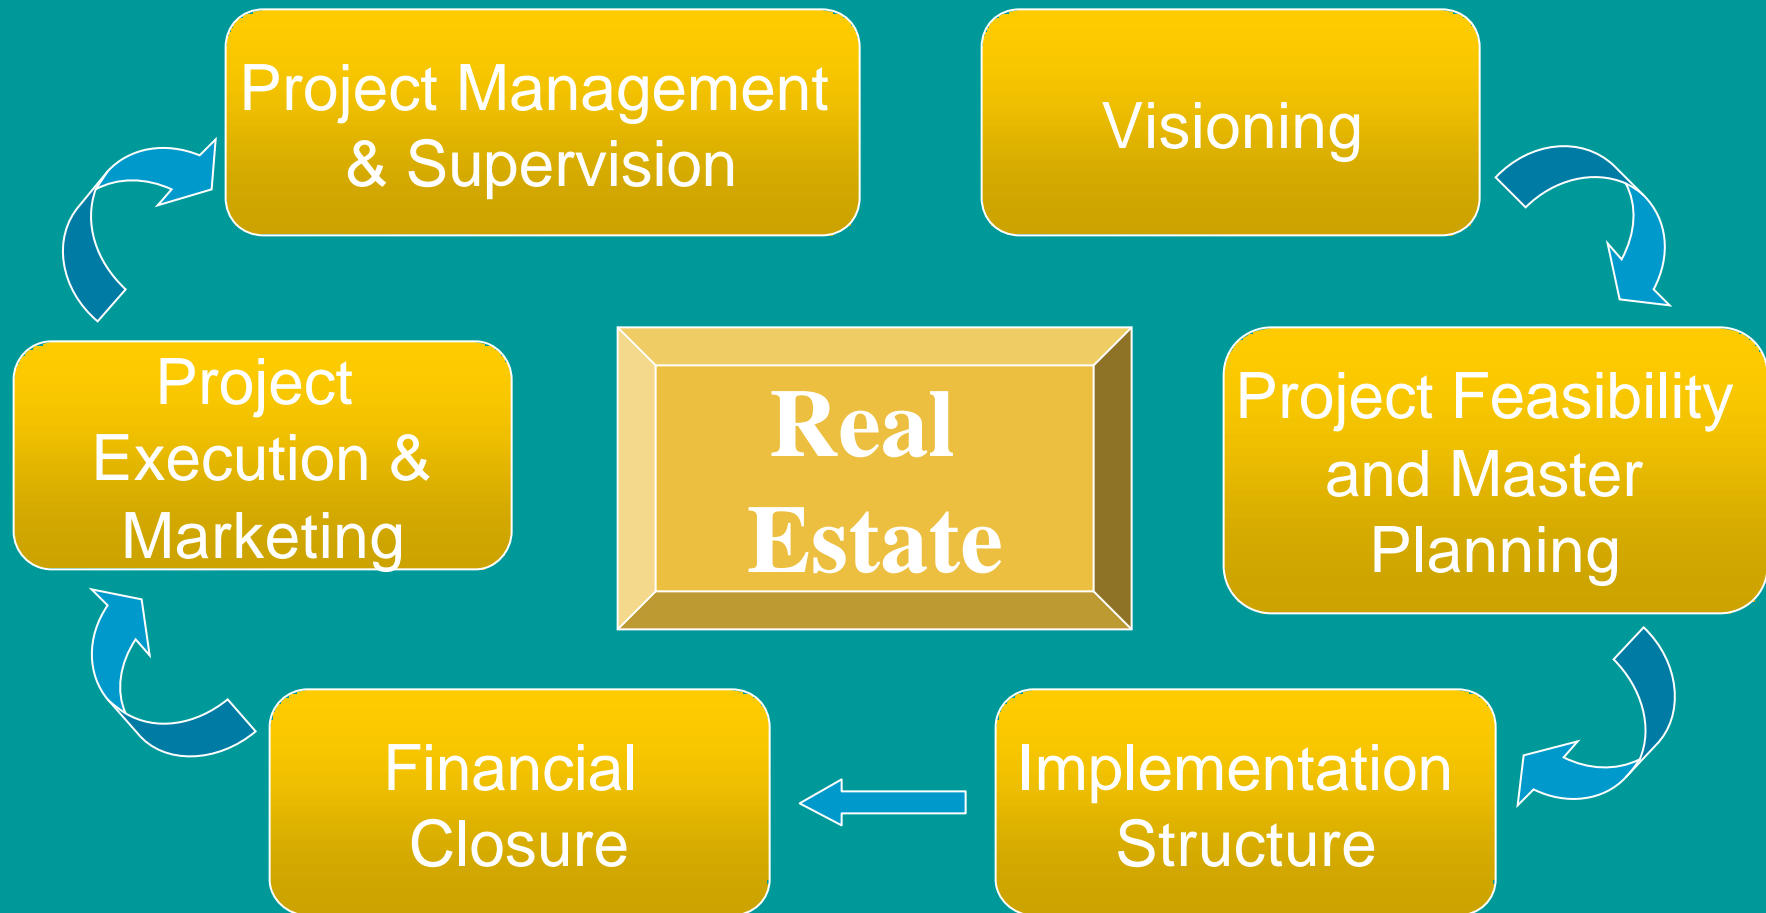 Project Management
& Supervision
Visioning
Project
Execution &
Marketing
Real
Estate
Project Feasibility
and Master
Planning
Financial
Closure
Implementation
Structure